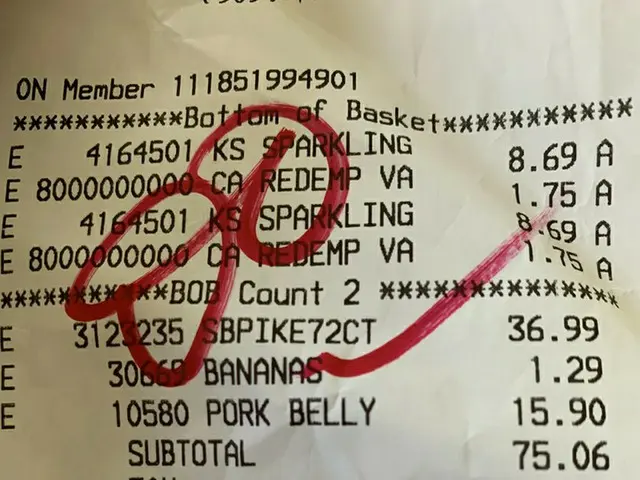 ON Member 111851994901
***********Bottom of Basket***********
E 4164501 KS SPARKLING 8.69 A
E 8000000000 CA REDEMP VA 1.75 A
E 4164501 KS SPARKLING 8.69 A
E 8000000000 CA REDEMP VA 1.75 A
***********BOB Count 2 **************
E 3123235 SBPIKE72CT 36.99
E 30669 BANANAS 1.29
E 10580 PORK BELLY 15.90
SUBTOTAL 75.06